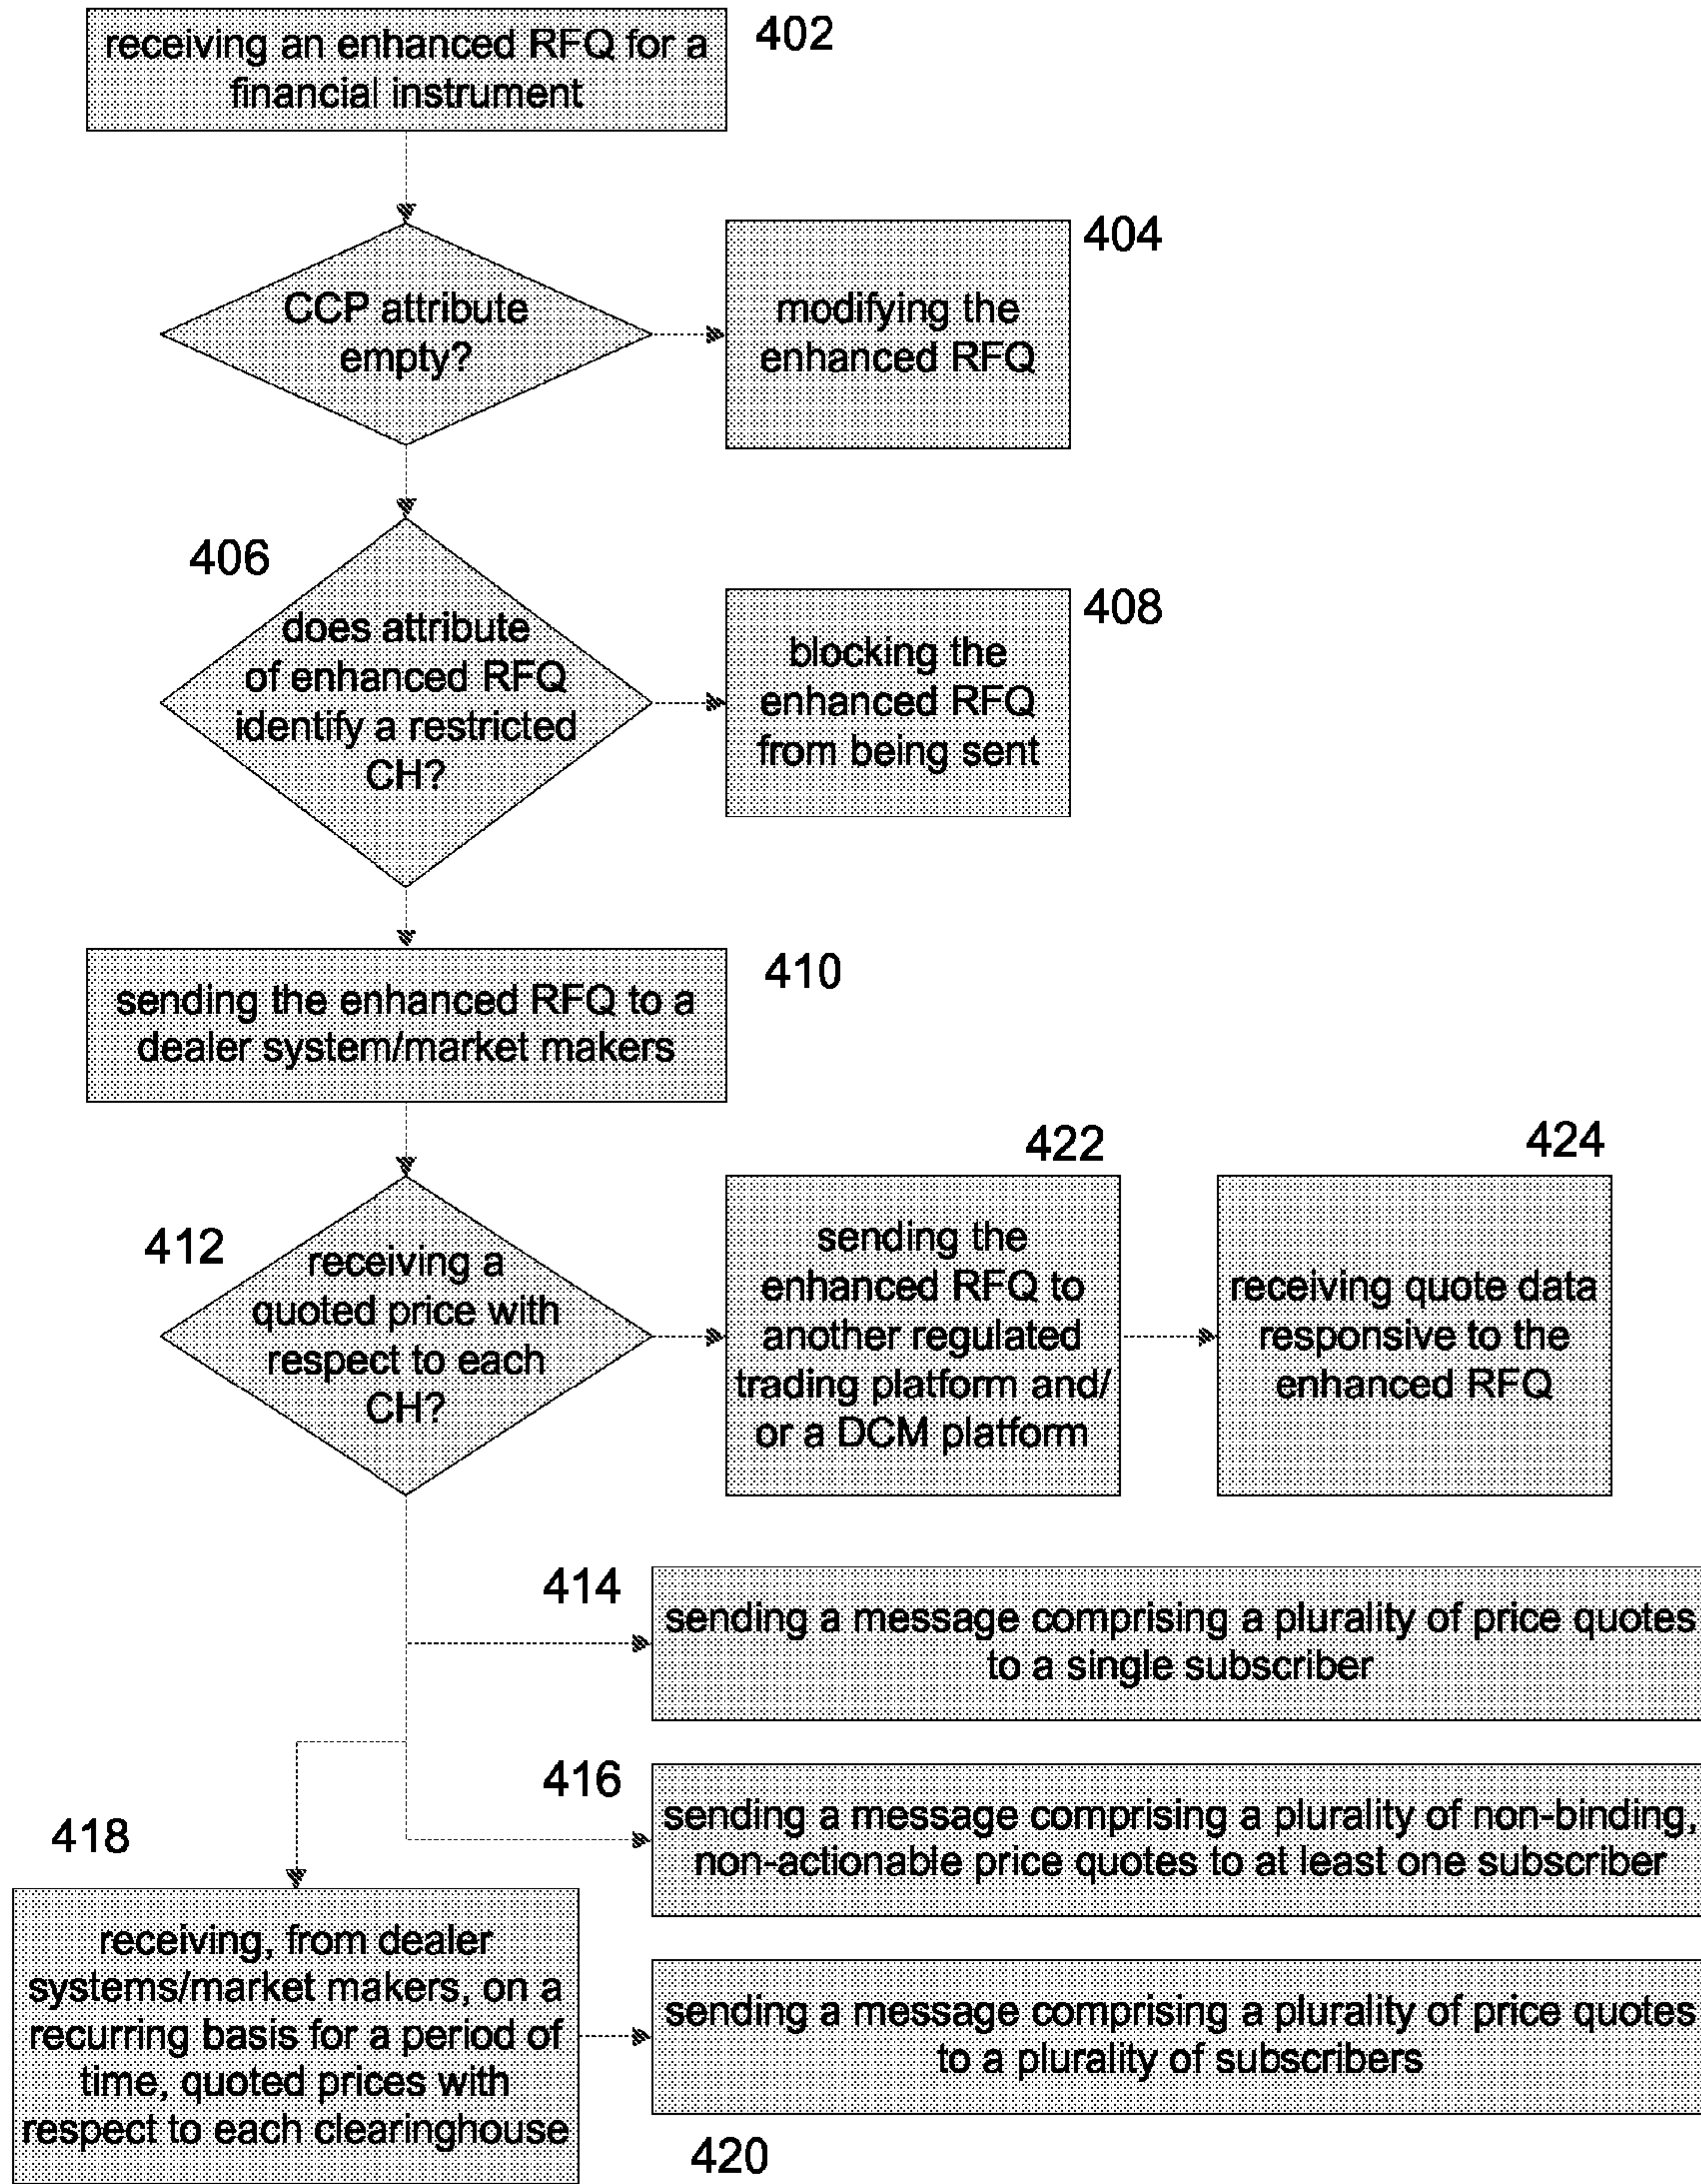 402
receiving an enhanced RFQ for a
financial instrument
CCP attribute
empty?
404
modifying the
enhanced RFQ
406
does attribute
of enhanced RFQ
identify a restricted
CH?
408
blocking the
enhanced RFQ
from being sent
410
sending the enhanced RFQ to a
dealer system/market makers
412
receiving a
quoted price with
respect to each
CH?
422
sending the
enhanced RFQ to
another regulated
trading platform and/
or a DCM platform
424
receiving quote data
responsive to the
enhanced RFQ
414
sending a message comprising a plurality of price quotes
to a single subscriber
416
sending a message comprising a plurality of non-binding,
non-actionable price quotes to at least one subscriber
418
receiving, from dealer
systems/market makers, on a
recurring basis for a period of
time, quoted prices with
respect to each clearinghouse
sending a message comprising a plurality of price quotes
to a plurality of subscribers
420